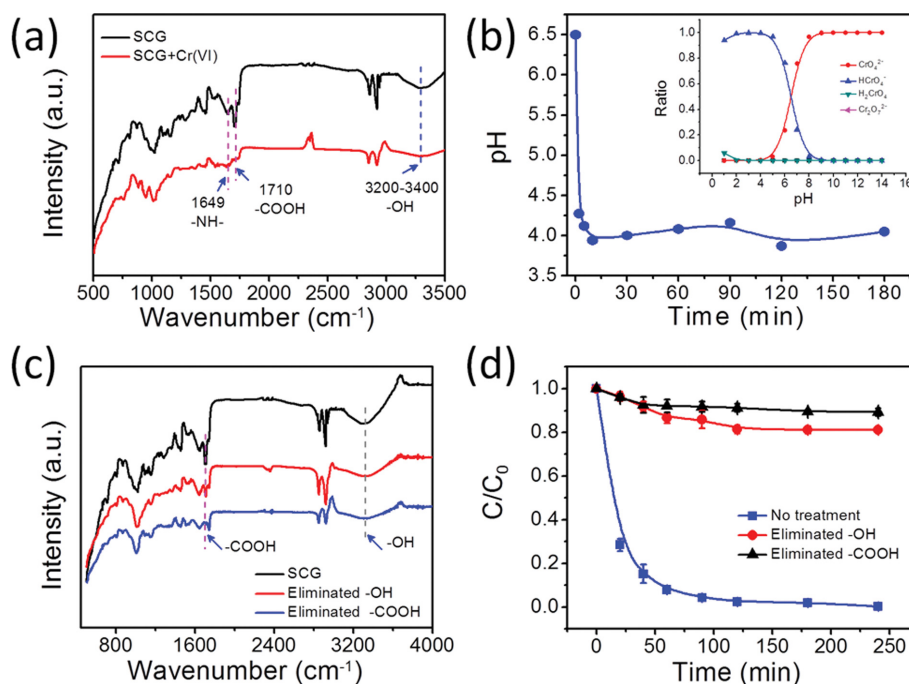 (a)
SCG
SCG+Cr(VI)
1649
-NH-
1710
-COOH
3200-3400
-OH
Intensity (a.u.)
500 1000 1500 2000 2500 3000 3500
Wavenumber (cm⁻¹)
(b)
6.5
6.0
5.5
5.0
4.5
4.0
3.5
pH
0 30 60 90 120 150 180
Time (min)
1.0
0.8
0.6
0.4
0.2
0.0
Ratio
CrO₄²⁻
HCrO₄⁻
H₂CrO₄
Cr₂O₇²⁻
0 2 4 6 8 10 12 14 16
pH
(c)
Intensity (a.u.)
-COOH
-OH
SCG
Eliminated -OH
Eliminated -COOH
800 1600 2400 3200 4000
Wavenumber (cm⁻¹)
(d)
1.0
0.8
0.6
0.4
0.2
0.0
C/C₀
No treatment
Eliminated -OH
Eliminated -COOH
0 50 100 150 200 250
Time (min)